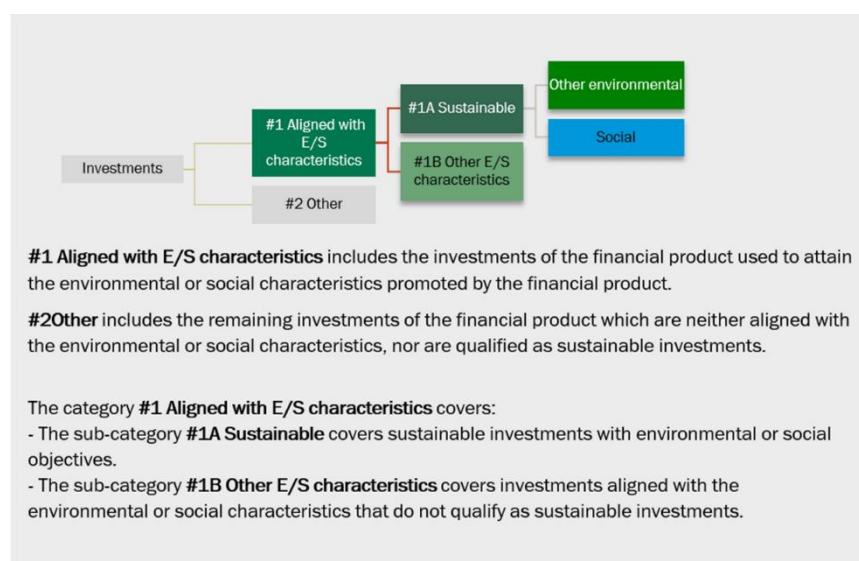 Other environmental
#1A Sustainable
#1 Aligned with
E/S
characteristics
Social
#1B Other E/S
characteristics
Investments
#2 Other
#1 Aligned with E/S characteristics includes the investments of the financial product used to attain
the environmental or social characteristics promoted by the financial product.
#2Other includes the remaining investments of the financial product which are neither aligned with
the environmental or social characteristics, nor are qualified as sustainable investments.
The category #1 Aligned with E/S characteristics covers:
- The sub-category #1A Sustainable covers sustainable investments with environmental or social
objectives.
- The sub-category #1B Other E/S characteristics covers investments aligned with the
environmental or social characteristics that do not qualify as sustainable investments.